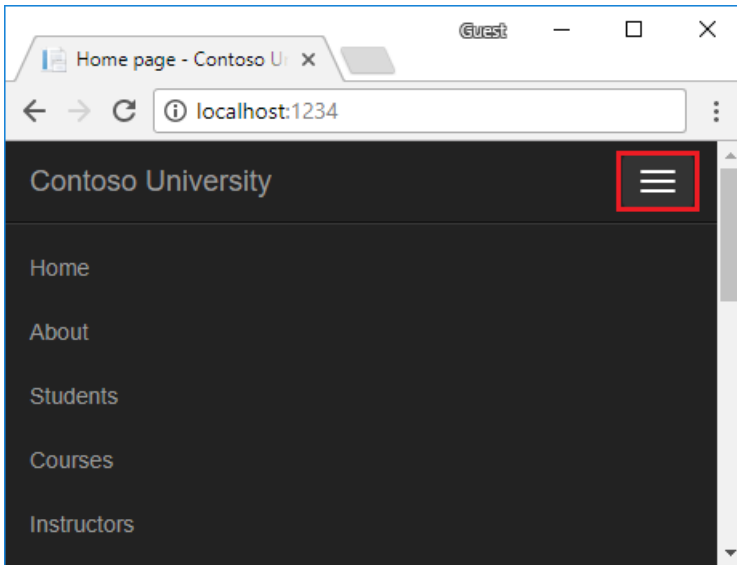 Guest
Home page - Contoso U
localhost:1234
Contoso University
Home
About
Students
Courses
Instructors